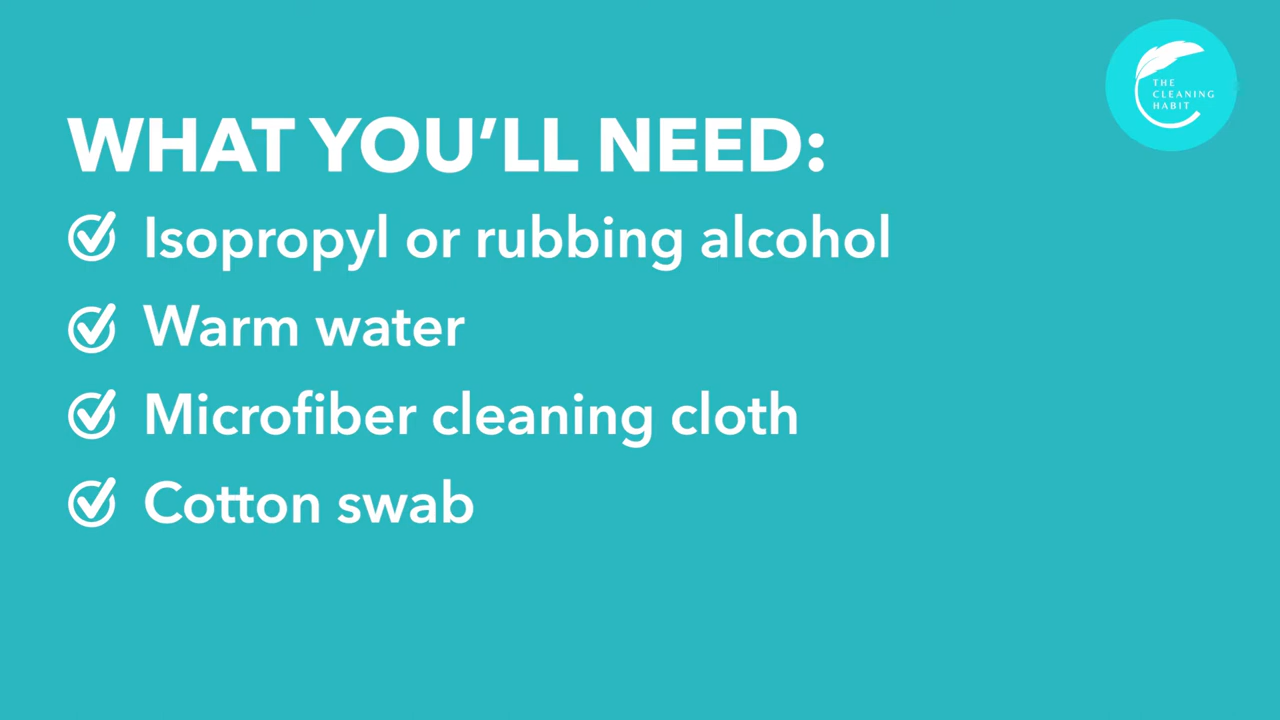 THE
CLEANING
HABIT
WHAT YOU’LL NEED:
Isopropyl or rubbing alcohol
Warm water
Microfiber cleaning cloth
Cotton swab